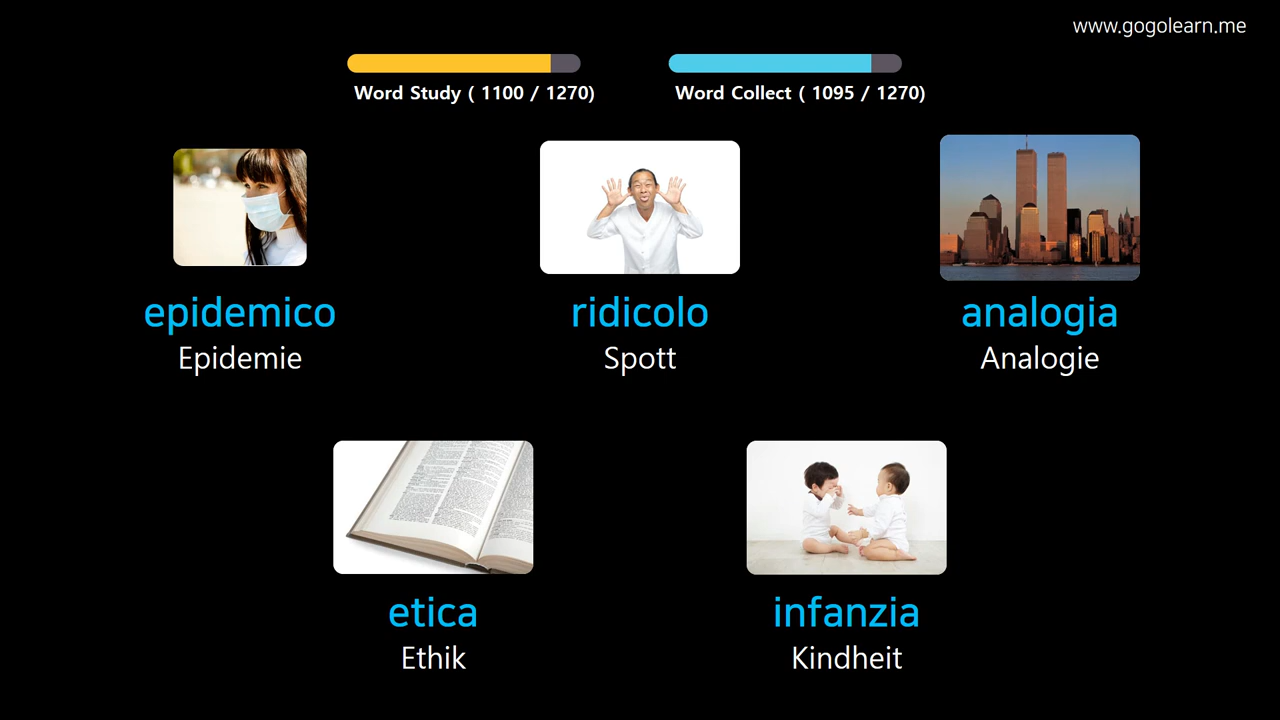 www.gogolearn.me
Word Study ( 1100 / 1270)
Word Collect ( 1095 / 1270)
epidemico
Epidemie
ridicolo
Spott
analogia
Analogie
etica
Ethik
infanzia
Kindheit